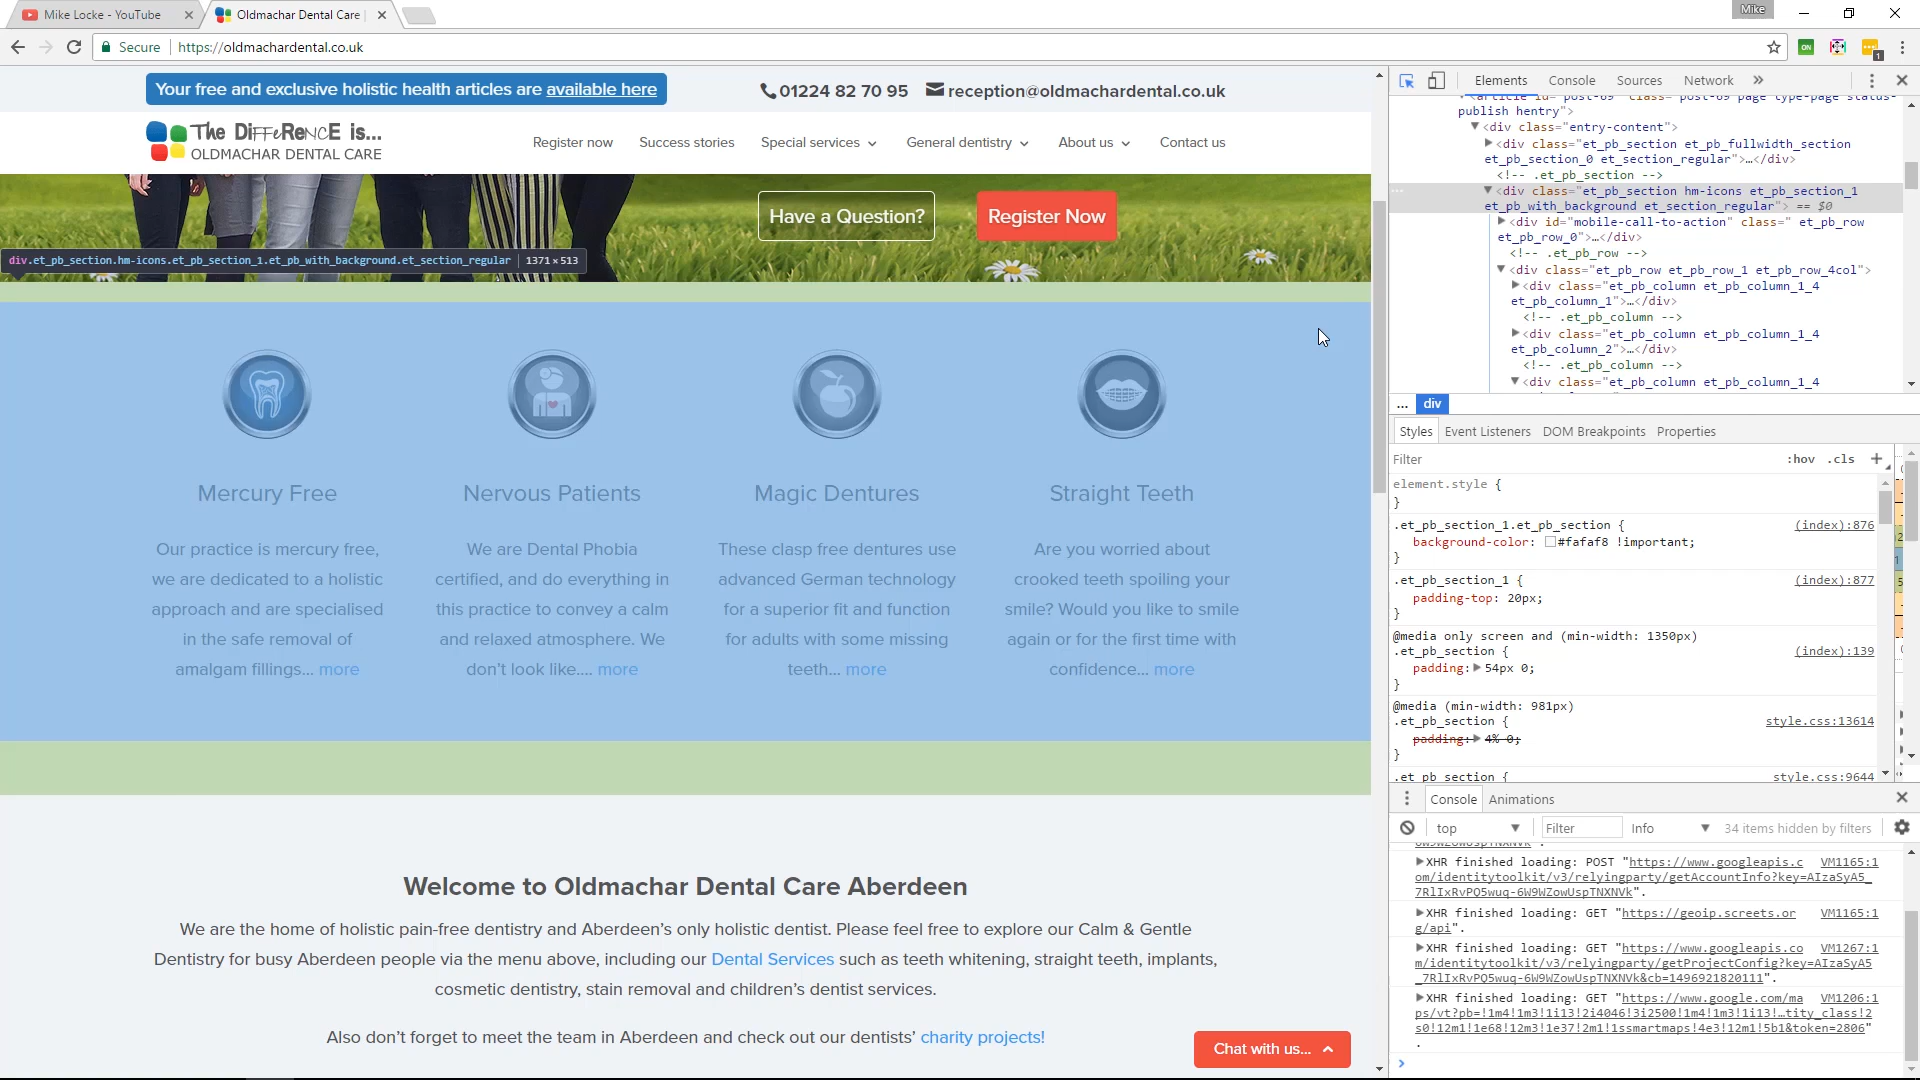 Mike Locke - YouTube
Oldmachar Dental Care
Mike
Secure
https://oldmachardental.co.uk
ON
1
Your free and exclusive holistic health articles are available here
01224 82 70 95
reception@oldmachardental.co.uk
The DiFFeReNCE is...
OLDMACHAR DENTAL CARE
Register now
Success stories
Special services
General dentistry
About us
Contact us
Have a Question?
Register Now
div.et_pb_section.hm-icons.et_pb_section_1.et_pb_with_background.et_section_regular | 1371×513
Mercury Free
Our practice is mercury free,
we are dedicated to a holistic
approach and are specialised
in the safe removal of
amalgam fillings... more
Nervous Patients
We are Dental Phobia
certified, and do everything in
this practice to convey a calm
and relaxed atmosphere. We
don't look like.... more
Magic Dentures
These clasp free dentures use
advanced German technology
for a superior fit and function
for adults with some missing
teeth... more
Straight Teeth
Are you worried about
crooked teeth spoiling your
smile? Would you like to smile
again or for the first time with
confidence... more
Welcome to Oldmachar Dental Care Aberdeen
We are the home of holistic pain-free dentistry and Aberdeen's only holistic dentist. Please feel free to explore our Calm & Gentle
Dentistry for busy Aberdeen people via the menu above, including our Dental Services such as teeth whitening, straight teeth, implants,
cosmetic dentistry, stain removal and children's dentist services.
Also don't forget to meet the team in Aberdeen and check out our dentists' charity projects!
Chat with us...
Elements
Console
Sources
Network
<article id="post-69" class="post-69 page type-page status-
publish hentry">
<div class="entry-content">
<div class="et_pb_section et_pb_fullwidth_section
et_pb_section_0 et_section_regular">…</div>
<!-- .et_pb_section -->
<div class="et_pb_section hm-icons et_pb_section_1
et_pb_with_background et_section_regular"> == $0
<div id="mobile-call-to-action" class=" et_pb_row
et_pb_row_0">…</div>
<!-- .et_pb_row -->
<div class="et_pb_row et_pb_row_1 et_pb_row_4col">
<div class="et_pb_column et_pb_column_1_4
et_pb_column_1">…</div>
<!-- .et_pb_column -->
<div class="et_pb_column et_pb_column_1_4
et_pb_column_2">…</div>
<!-- .et_pb_column -->
<div class="et_pb_column et_pb_column_1_4
... div
Styles
Event Listeners
DOM Breakpoints
Properties
Filter
:hov .cls +
element.style {
}
.et_pb_section_1.et_pb_section { (index):876
background-color: #fafaf8 !important;
}
.et_pb_section_1 { (index):877
padding-top: 20px;
}
@media only screen and (min-width: 1350px)
.et_pb_section { (index):139
padding: 54px 0;
}
@media (min-width: 981px)
.et_pb_section { style.css:13614
padding: 4% 0;
}
.et_pb_section { style.css:9644
Console
Animations
top
Filter
Info
34 items hidden by filters
XHR finished loading: POST "https://www.googleapis.c VM1165:1
om/identitytoolkit/v3/relyingparty/getAccountInfo?key=AIzaSyA5_
7RlIxRvPQ5wuq-6W9WZowUspTNXNVk".
XHR finished loading: GET "https://geoip.screets.or VM1165:1
g/api".
XHR finished loading: GET "https://www.googleapis.co VM1267:1
m/identitytoolkit/v3/relyingparty/getProjectConfig?key=AIzaSyA5
_7RlIxRvPQ5wuq-6W9WZowUspTNXNVk&cb=1496921820111".
XHR finished loading: GET "https://www.google.com/ma VM1206:1
ps/vt?pb=!1m4!1m3!1i13!2i4046!3i2500!1m4!1m3!1i13!…tity_class!2
s0!12m1!1e68!12m3!1e37!2m1!1ssmartmaps!4e3!12m1!5b1&token=2806"
.